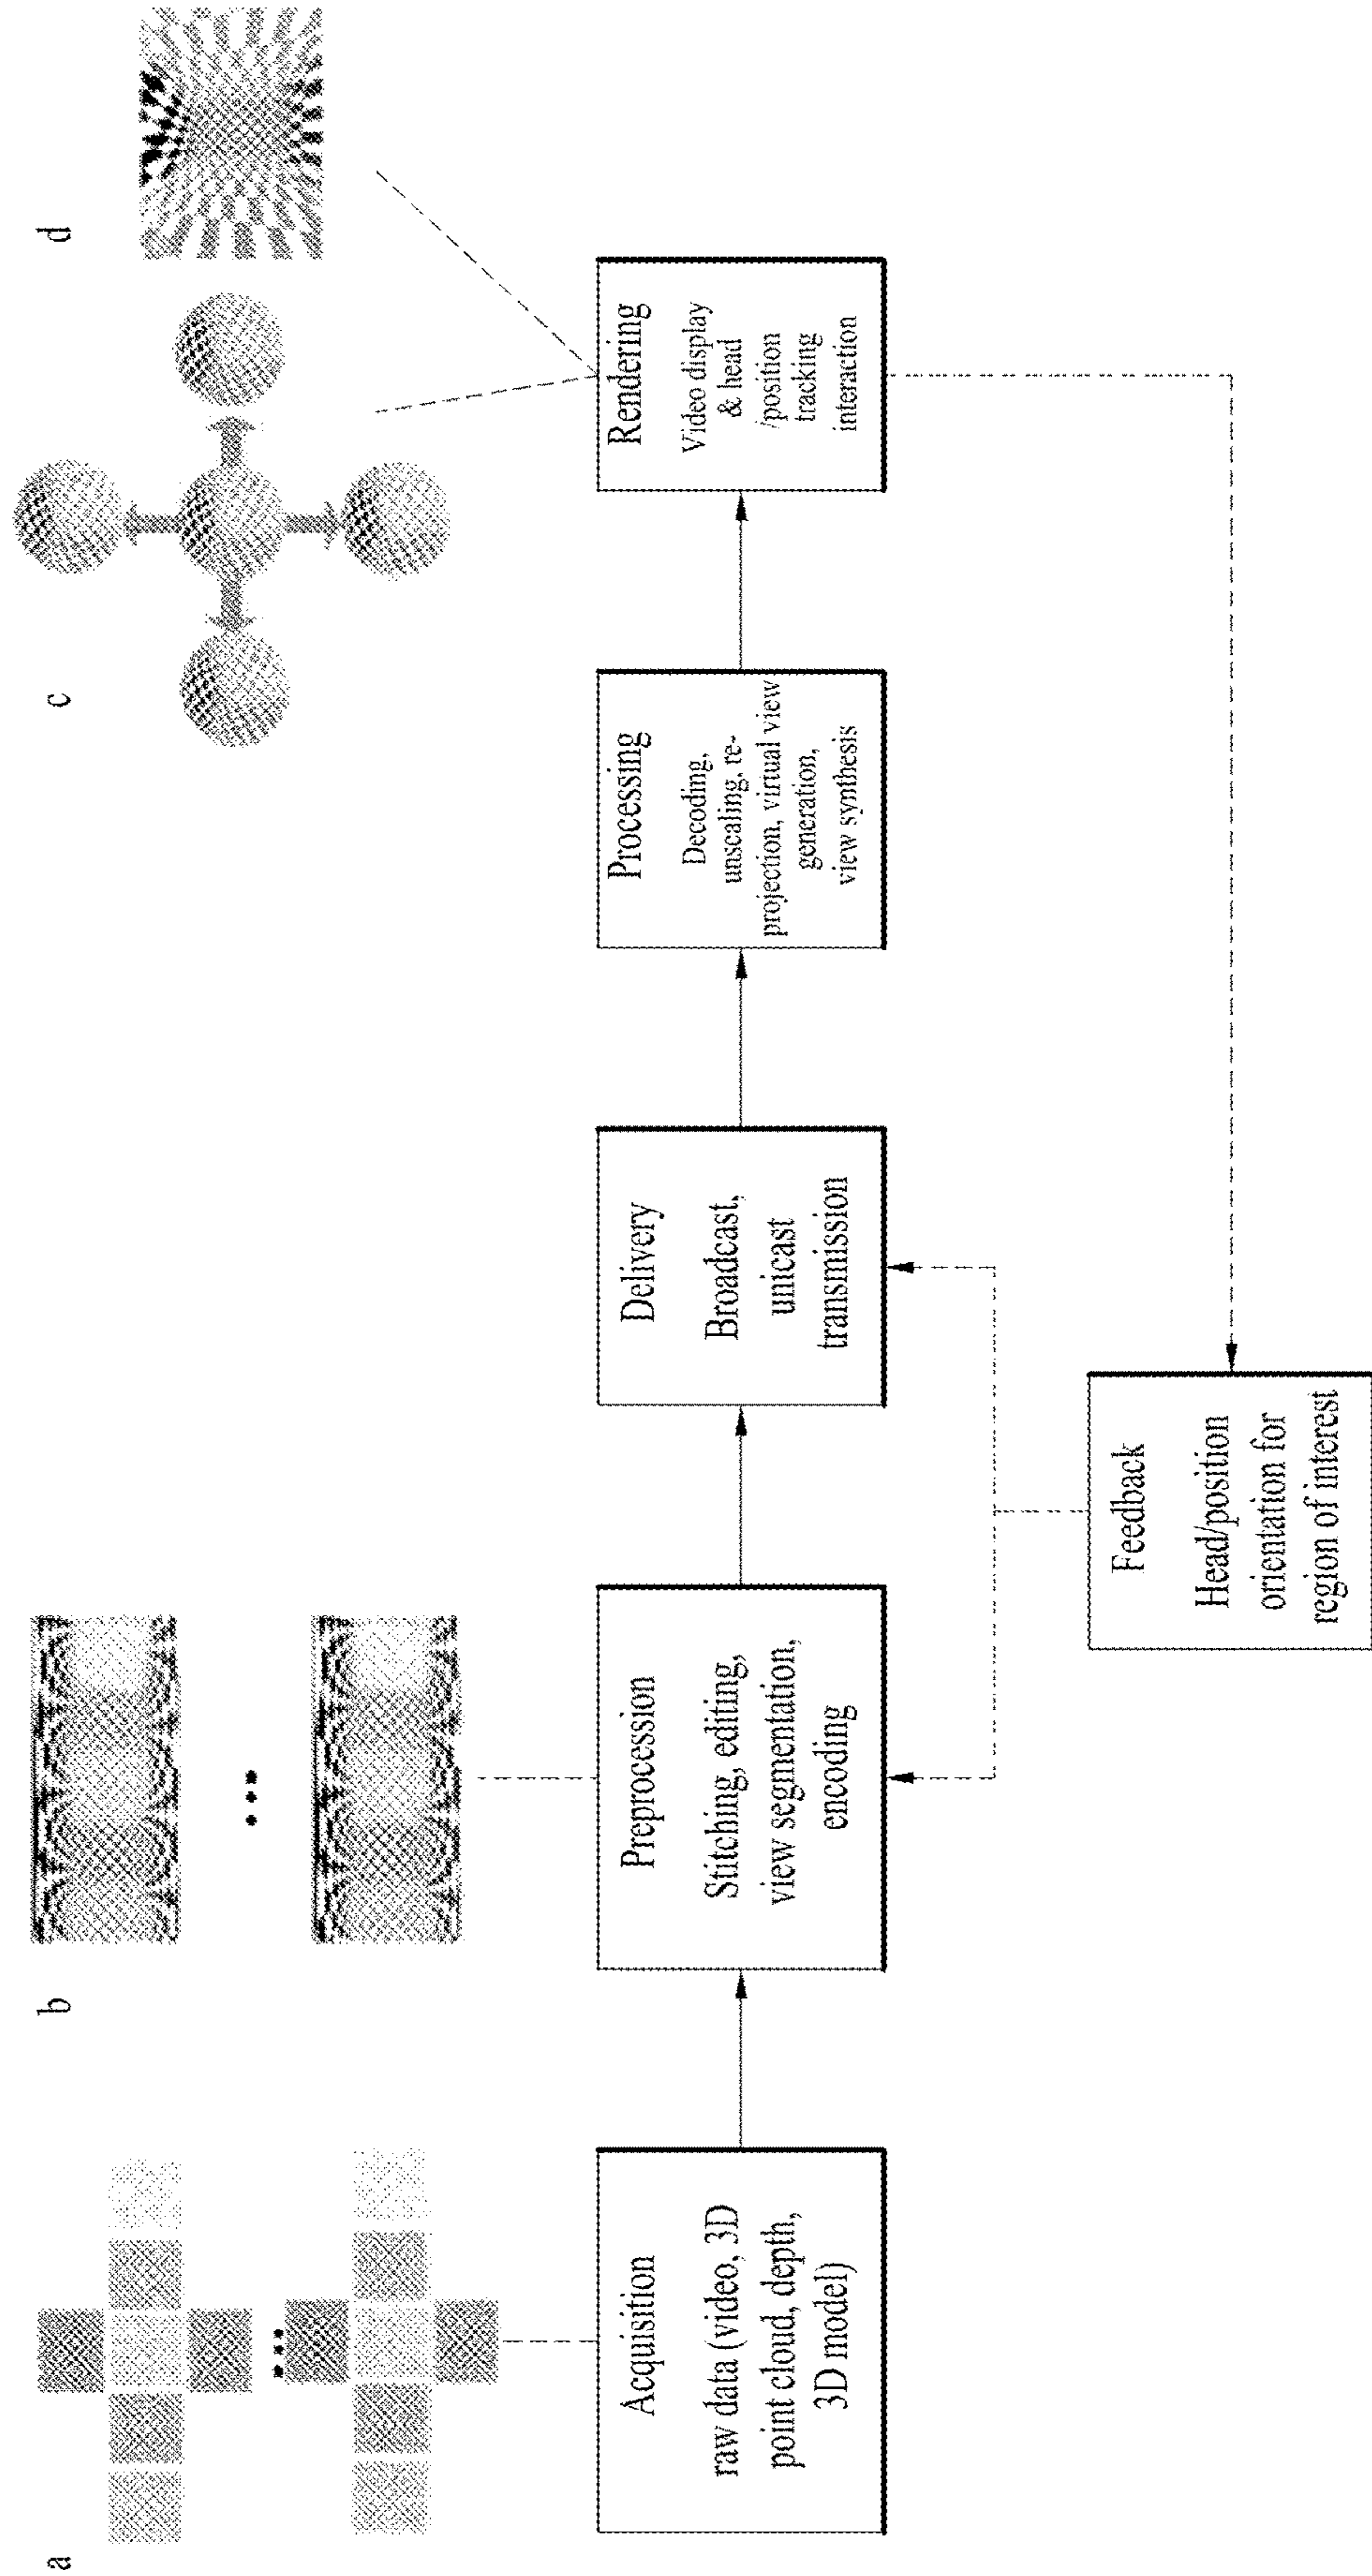 a
b
c
d
Acquisition
raw data (video, 3D
point cloud, depth,
3D model)
Preprocession
Stitching, editing,
view segmentation,
encoding
Delivery
Broadcast,
unicast
transmission
Processing
Decoding,
unscaling, re-
projection, virtual view
generation,
view synthesis
Rendering
Video display
& head
/position
tracking
interaction
Feedback
Head/position
orientation for
region of interest